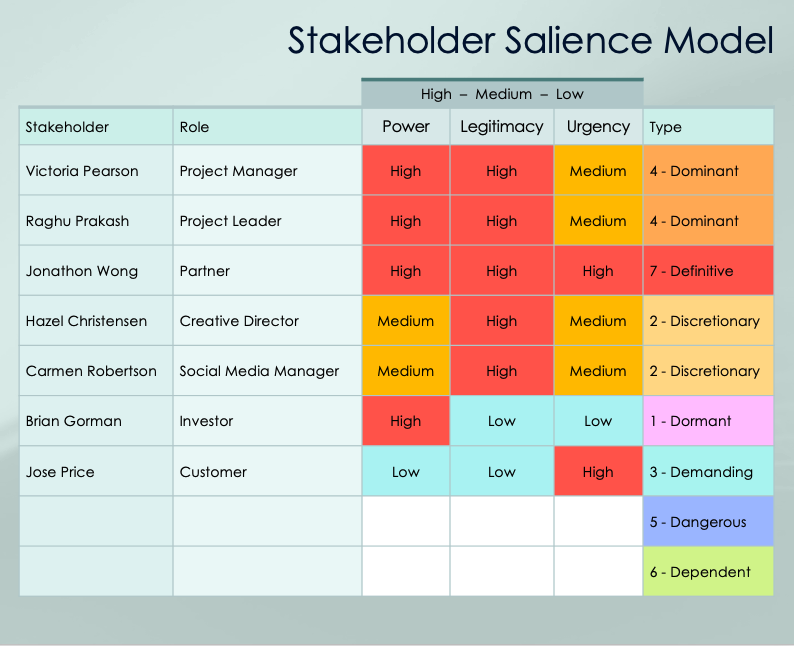 Stakeholder Salience Model
High – Medium – Low
Stakeholder Role Power Legitimacy Urgency Type
Victoria Pearson Project Manager High High Medium 4 - Dominant
Raghu Prakash Project Leader High High Medium 4 - Dominant
Jonathon Wong Partner High High High 7 - Definitive
Hazel Christensen Creative Director Medium High Medium 2 - Discretionary
Carmen Robertson Social Media Manager Medium High Medium 2 - Discretionary
Brian Gorman Investor High Low Low 1 - Dormant
Jose Price Customer Low Low High 3 - Demanding
5 - Dangerous
6 - Dependent